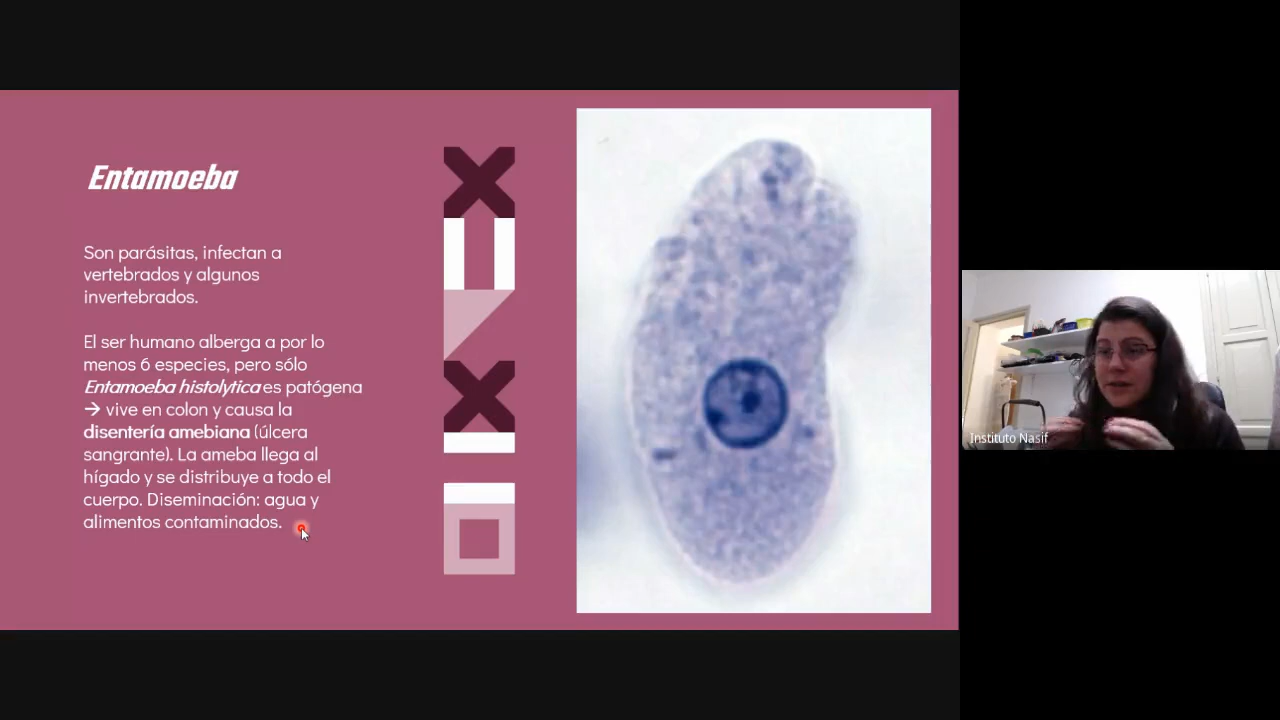 Entamoeba
Son parásitas, infectan a
vertebrados y algunos
invertebrados.
El ser humano alberga a por lo
menos 6 especies, pero sólo
Entamoeba histolytica es patógena
→ vive en colon y causa la
disentería amebiana (úlcera
sangrante). La ameba llega al
hígado y se distribuye a todo el
cuerpo. Diseminación: agua y
alimentos contaminados.
Instituto Nasif